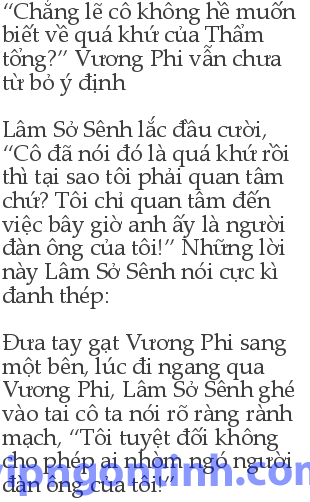 “Chẳng lẽ cô không hề muốn
biết về quá khứ của Thẩm
tổng?” Vương Phi vẫn chưa
từ bỏ ý định
Lâm Sở Sênh lắc đầu cười,
“Cô đã nói đó là quá khứ rồi
thì tại sao tôi phải quan tâm
chứ? Tôi chỉ quan tâm đến
việc bây giờ anh ấy là người
đàn ông của tôi!” Những lời
này Lâm Sở Sênh nói cực kì
đanh thép:
Đưa tay gạt Vương Phi sang
một bên, lúc đi ngang qua
Vương Phi, Lâm Sở Sênh ghé
vào tai cô ta nói rõ ràng rành
mạch, “Tôi tuyệt đối không
cho phép ai nhòm ngó người
vipngontinh.com
đàn ông của tôi!”